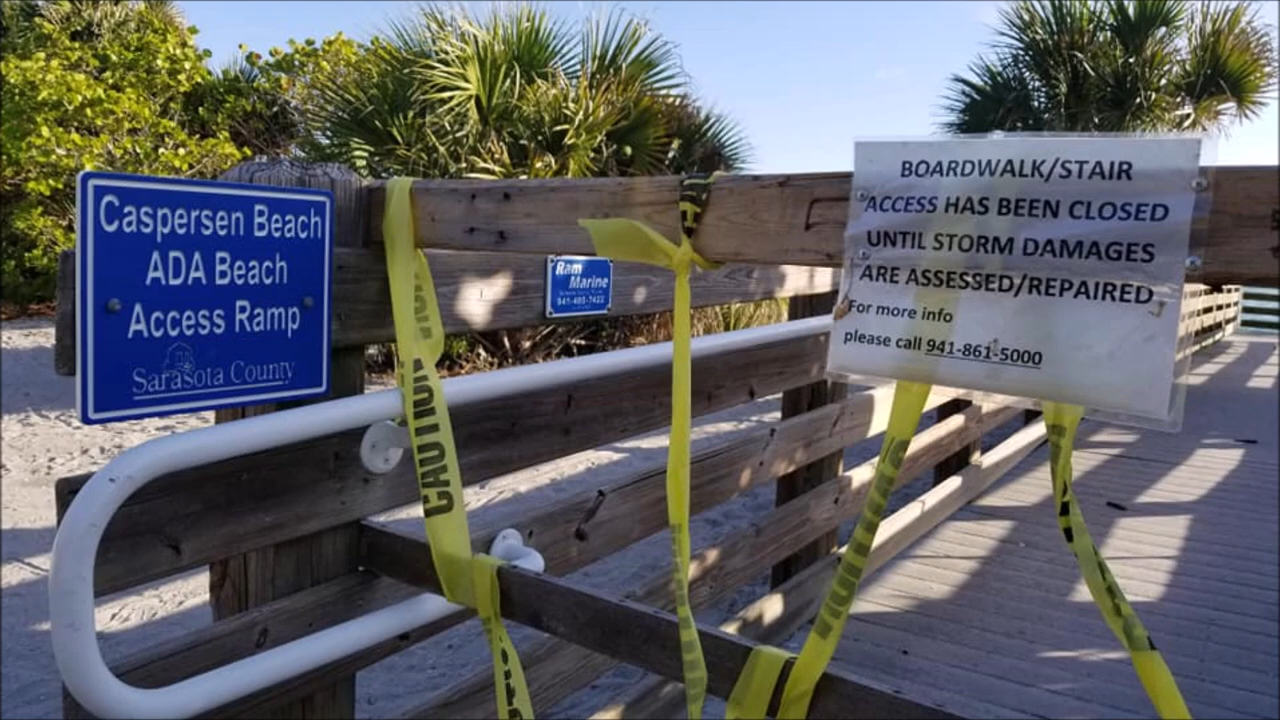 Caspersen Beach
ADA Beach
Access Ramp
Sarasota County
CAUTION
Ram
Marine
941-485-7422
BOARDWALK/STAIR
ACCESS HAS BEEN CLOSED
UNTIL STORM DAMAGES
ARE ASSESSED/REPAIRED
For more info
please call 941-861-5000